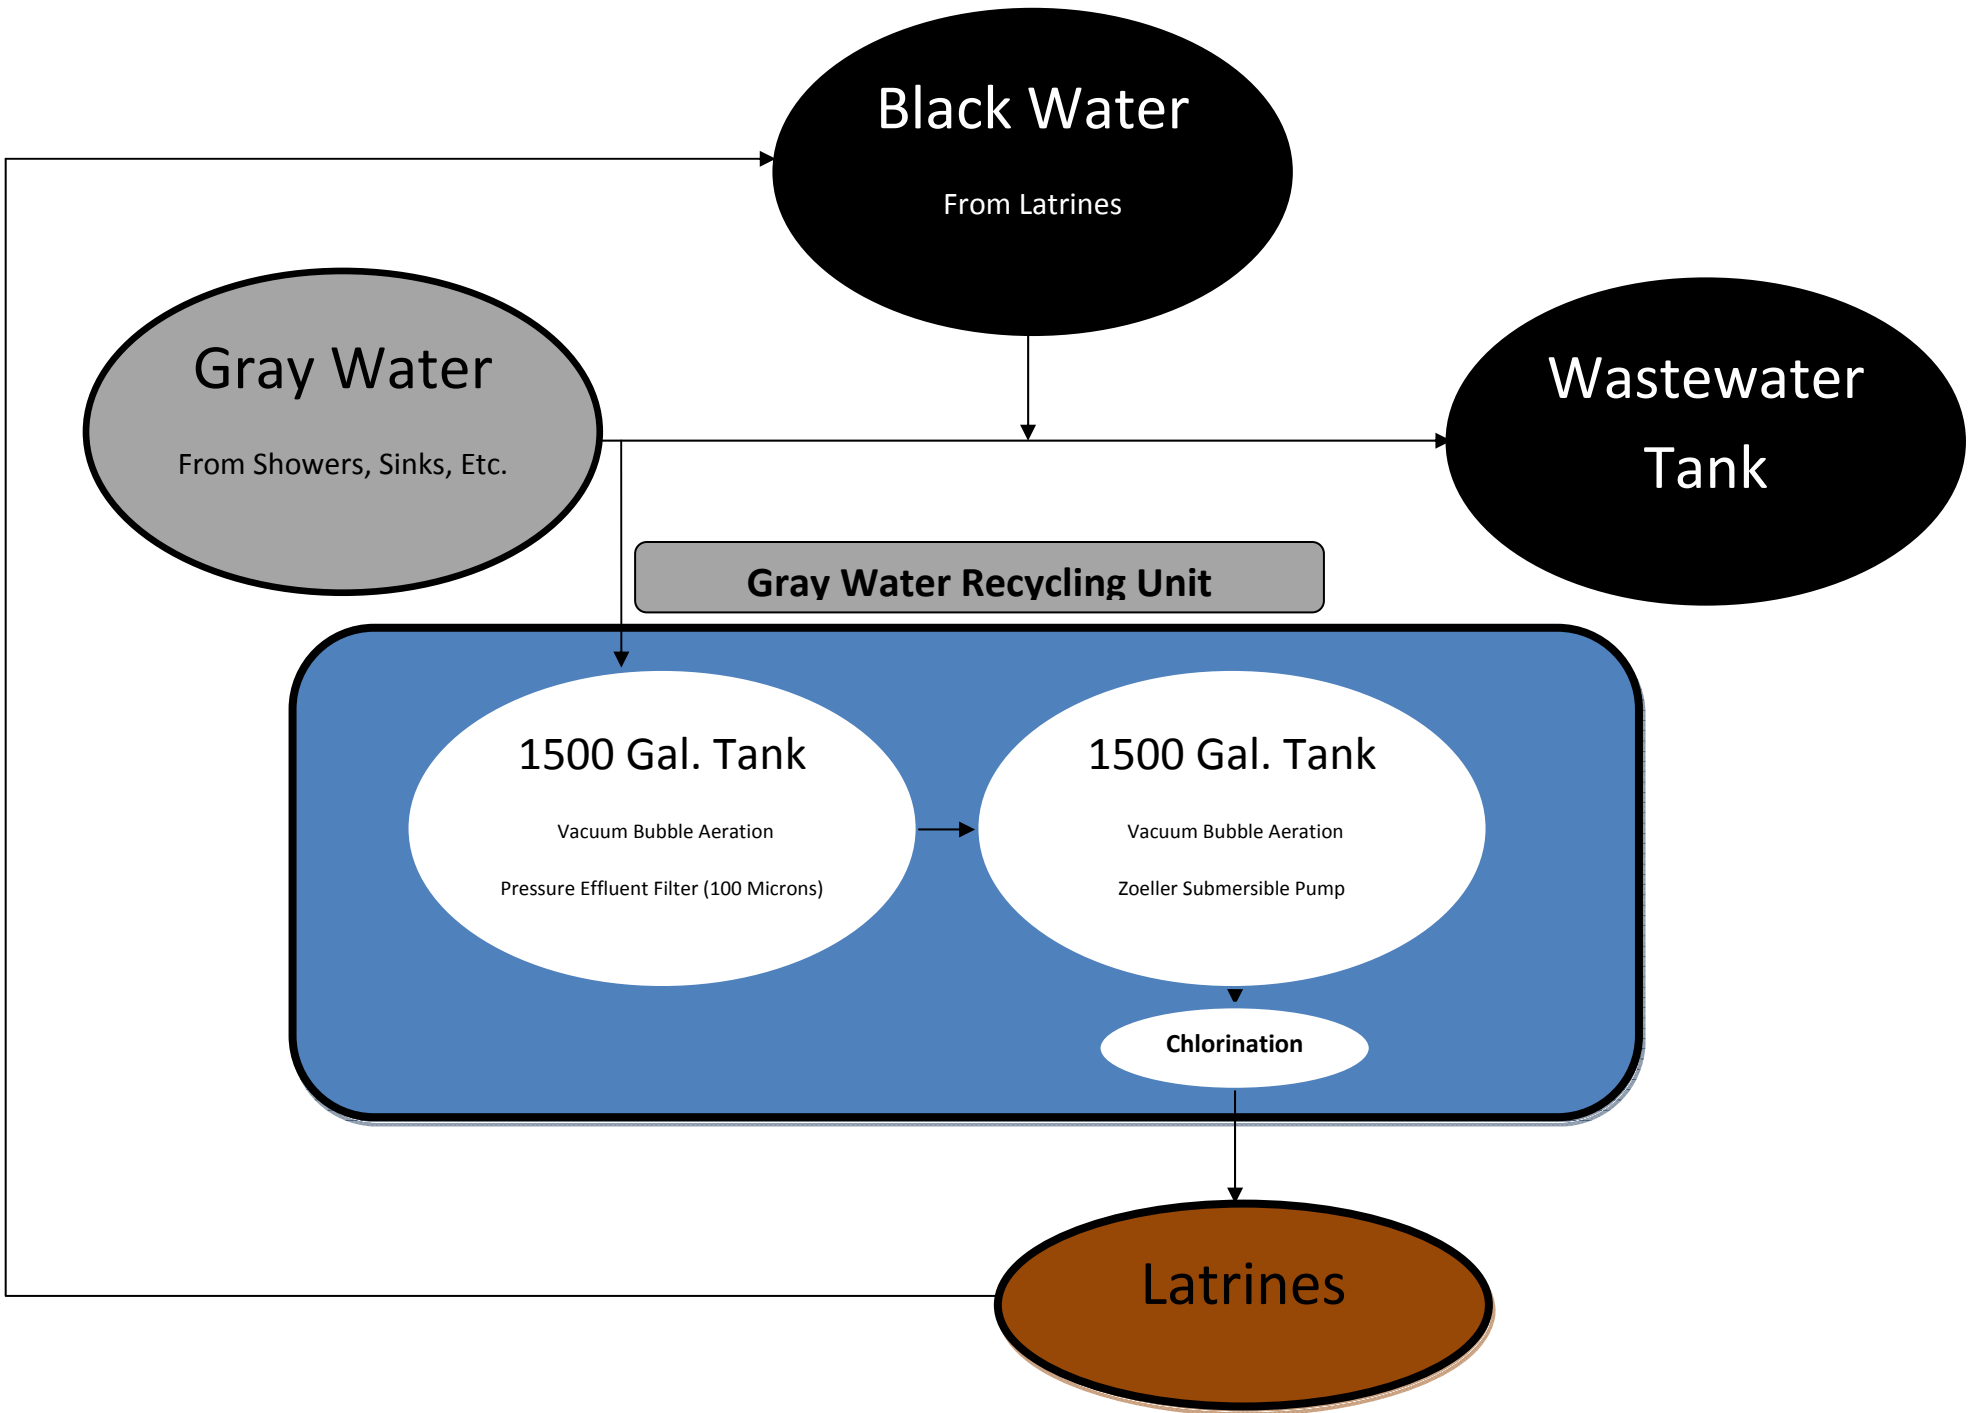 Black Water
From Latrines
Gray Water
From Showers, Sinks, Etc.
Wastewater
Tank
Gray Water Recycling Unit
1500 Gal. Tank
Vacuum Bubble Aeration
Pressure Effluent Filter (100 Microns)
1500 Gal. Tank
Vacuum Bubble Aeration
Zoeller Submersible Pump
Chlorination
Latrines